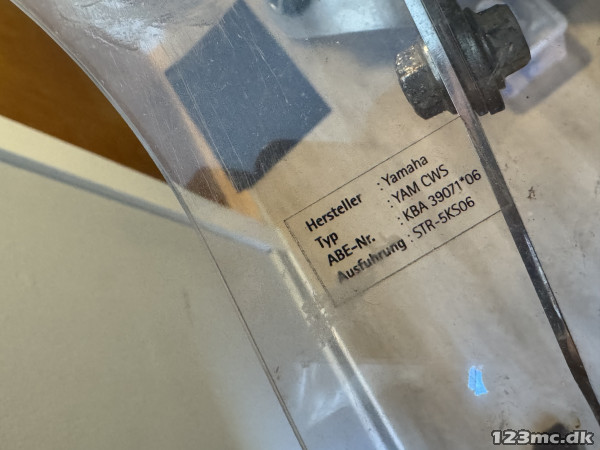 Hersteller : Yamaha
Typ : YAM CWS
ABE-Nr. : KBA 39071*06
Ausfuhrung : STR-5KS06
123mc.dk